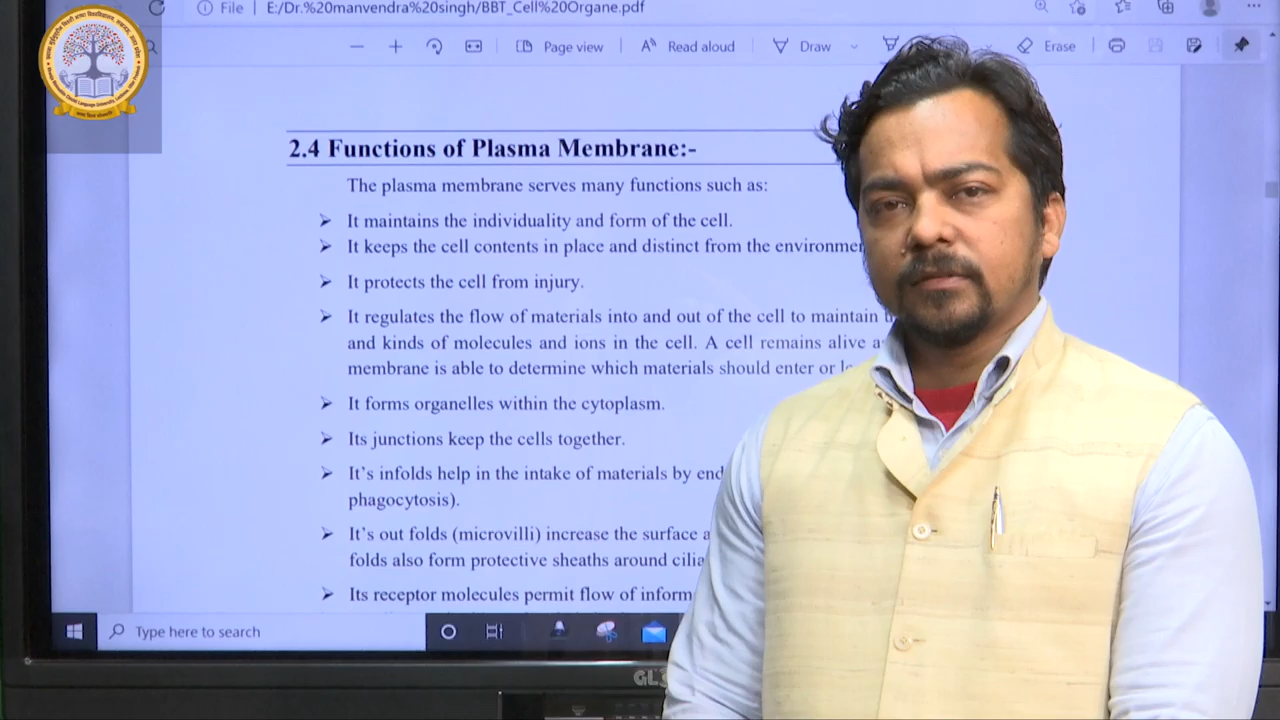 File
E:/Dr.%20manvendra%20singh/BBT_Cell%20Organe.pdf
Page view
Read aloud
Draw
Erase
2.4 Functions of Plasma Membrane:-
The plasma membrane serves many functions such as:
➤ It maintains the individuality and form of the cell.
➤ It keeps the cell contents in place and distinct from the environmen
➤ It protects the cell from injury.
➤ It regulates the flow of materials into and out of the cell to maintain
and kinds of molecules and ions in the cell. A cell remains alive a
membrane is able to determine which materials should enter or le
➤ It forms organelles within the cytoplasm.
➤ Its junctions keep the cells together.
➤ It's infolds help in the intake of materials by end
phagocytosis).
➤ It's out folds (microvilli) increase the surface a
folds also form protective sheaths around cilia
➤ Its receptor molecules permit flow of inform
Type here to search